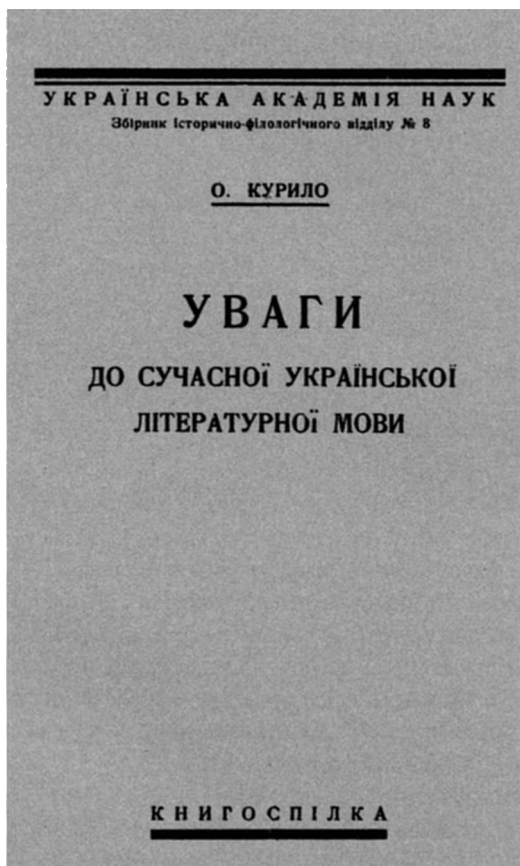 УКРАЇНСЬКА АКАДЕМІЯ НАУК
Збірник історично-філологічного відділу № 8
О. КУРИЛО
УВАГИ
ДО СУЧАСНОЇ УКРАЇНСЬКОЇ
ЛІТЕРАТУРНОЇ МОВИ
КНИГОСПІЛКА